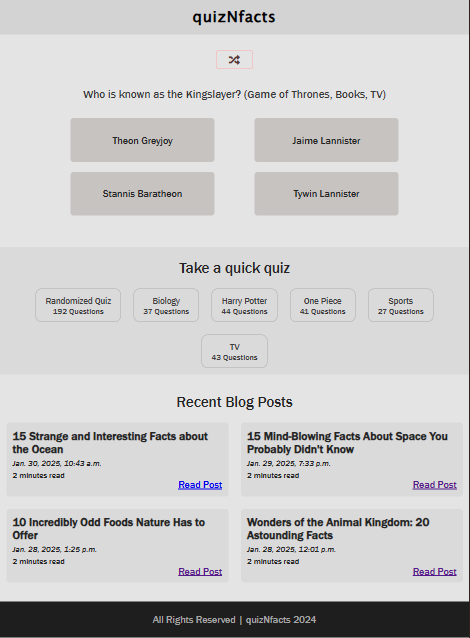 quizNfacts
Who is known as the Kingslayer? (Game of Thrones, Books, TV)
Theon Greyjoy
Jaime Lannister
Stannis Baratheon
Tywin Lannister
Take a quick quiz
Randomized Quiz
192 Questions
Biology
37 Questions
Harry Potter
44 Questions
One Piece
41 Questions
Sports
27 Questions
TV
43 Questions
Recent Blog Posts
15 Strange and Interesting Facts about
the Ocean
Jan. 30, 2025, 10:43 a.m.
2 minutes read
Read Post
15 Mind-Blowing Facts About Space You
Probably Didn't Know
Jan. 29, 2025, 7:33 p.m.
2 minutes read
Read Post
10 Incredibly Odd Foods Nature Has to
Offer
Jan. 28, 2025, 1:25 p.m.
2 minutes read
Read Post
Wonders of the Animal Kingdom: 20
Astounding Facts
Jan. 28, 2025, 12:01 p.m.
2 minutes read
Read Post
All Rights Reserved | quizNfacts 2024